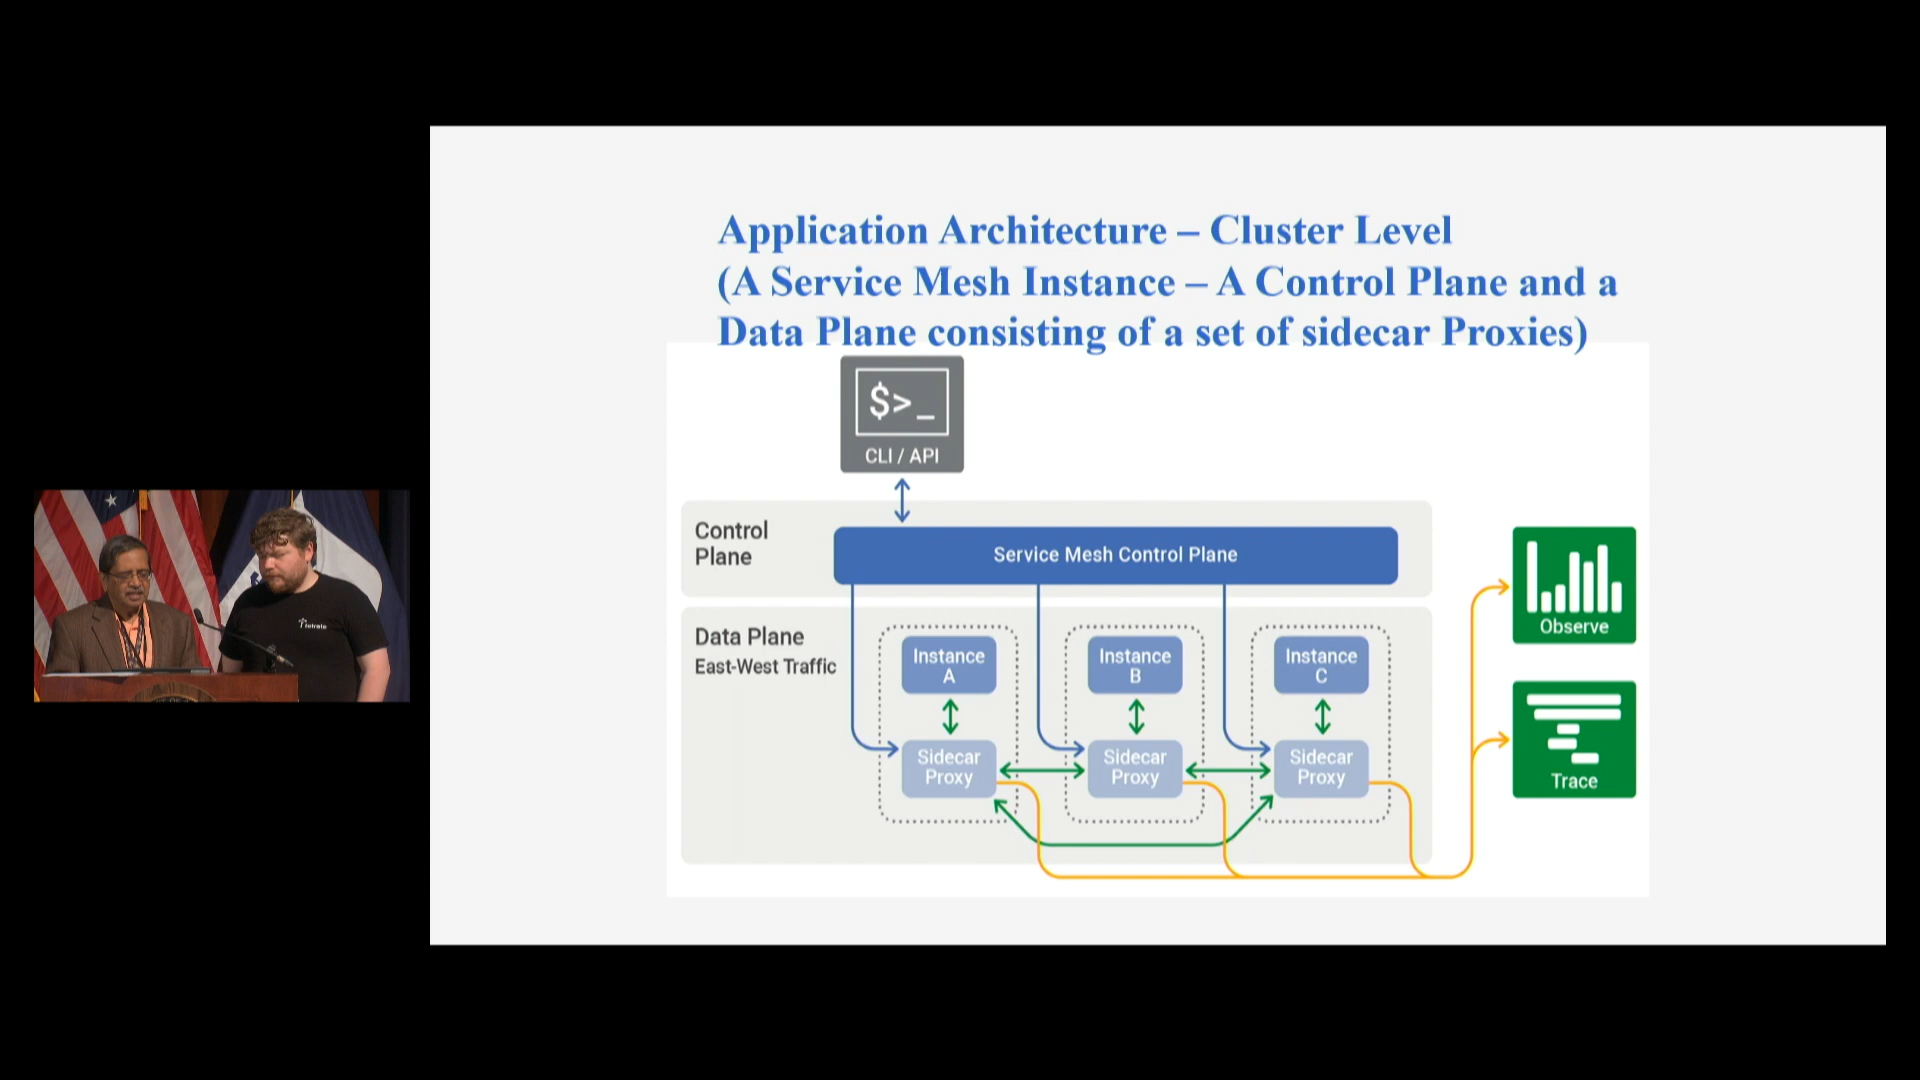 Application Architecture – Cluster Level
(A Service Mesh Instance – A Control Plane and a
Data Plane consisting of a set of sidecar Proxies)
$>_
CLI / API
Control
Plane
Service Mesh Control Plane
Data Plane
East-West Traffic
Instance
A
Instance
B
Instance
C
Sidecar
Proxy
Sidecar
Proxy
Sidecar
Proxy
Observe
Trace
tetrate